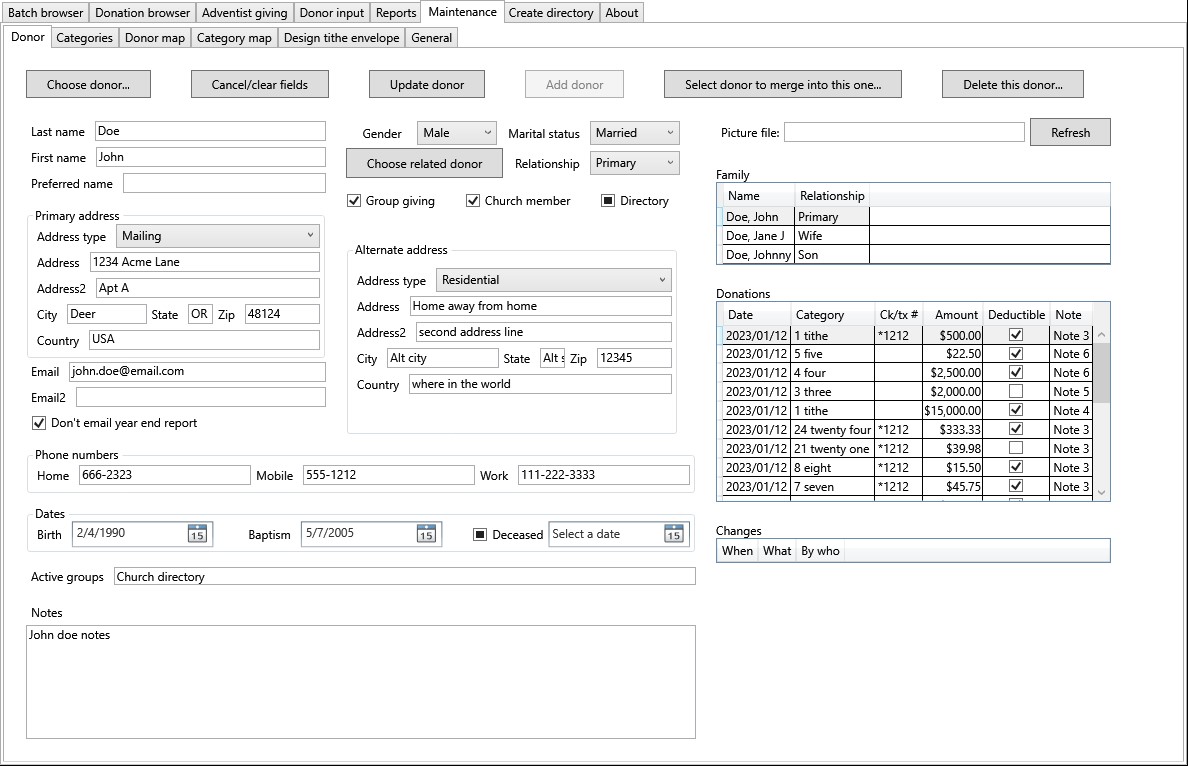 Batch browser Donation browser Adventist giving Donor input Reports Maintenance Create directory About
Donor Categories Donor map Category map Design tithe envelope General
Choose donor... Cancel/clear fields Update donor Add donor Select donor to merge into this one... Delete this donor...
Last name Doe Gender Male Marital status Married Picture file: Refresh
First name John Choose related donor Relationship Primary
Preferred name
Group giving Church member Directory
Primary address
Address type Mailing
Address 1234 Acme Lane
Address2 Apt A
City Deer State OR Zip 48124
Country USA
Email john.doe@email.com
Email2
Don't email year end report
Alternate address
Address type Residential
Address Home away from home
Address2 second address line
City Alt city State Alt Zip 12345
Country where in the world
Phone numbers
Home 666-2323 Mobile 555-1212 Work 111-222-3333
Dates
Birth 2/4/1990 15 Baptism 5/7/2005 15 Deceased Select a date 15
Active groups Church directory
Notes
John doe notes
Family
Name Relationship
Doe, John Primary
Doe, Jane J Wife
Doe, Johnny Son
Donations
Date Category Ck/tx # Amount Deductible Note
2023/01/12 1 tithe *1212 $500.00 Note 3
2023/01/12 5 five $22.50 Note 6
2023/01/12 4 four $2,500.00 Note 6
2023/01/12 3 three $2,000.00 Note 5
2023/01/12 1 tithe $15,000.00 Note 4
2023/01/12 24 twenty four *1212 $333.33 Note 3
2023/01/12 21 twenty one *1212 $39.98 Note 3
2023/01/12 8 eight *1212 $15.50 Note 3
2023/01/12 7 seven *1212 $45.75 Note 3
Changes
When What By who